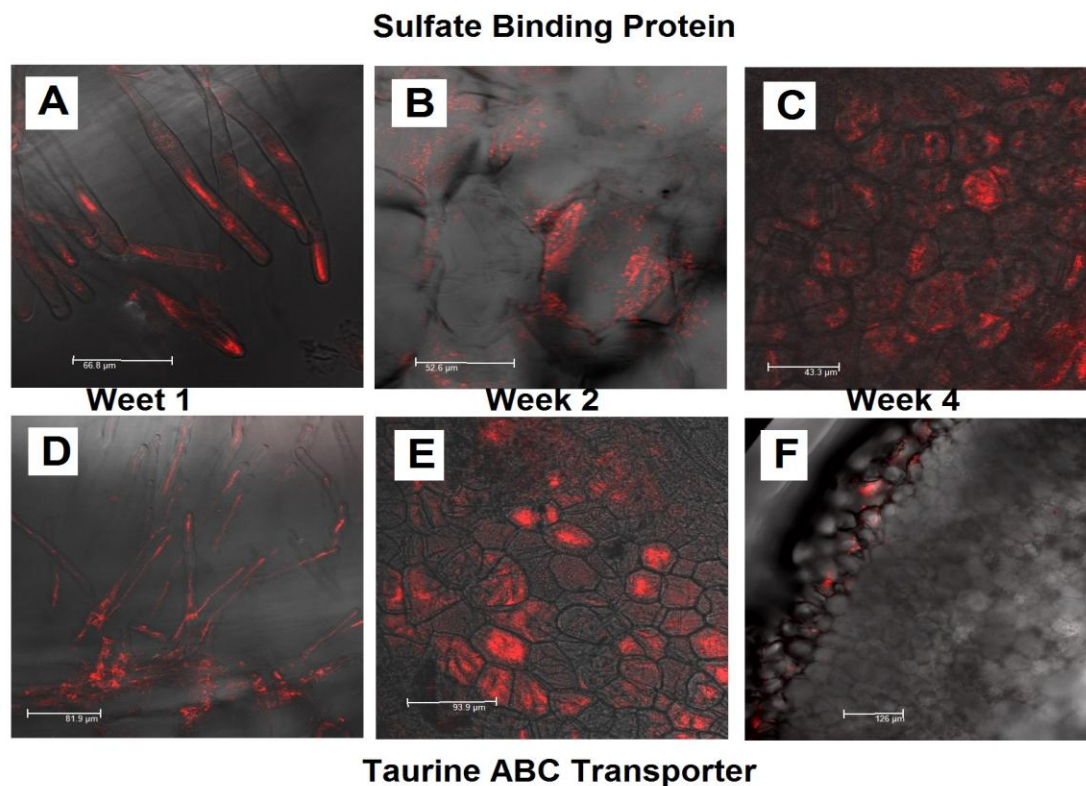 Sulfate Binding Protein
A B C
66.8 µm 52.6 µm 43.3 µm
Weet 1 Week 2 Week 4
D E F
81.9 µm 93.9 µm 126 µm
Taurine ABC Transporter